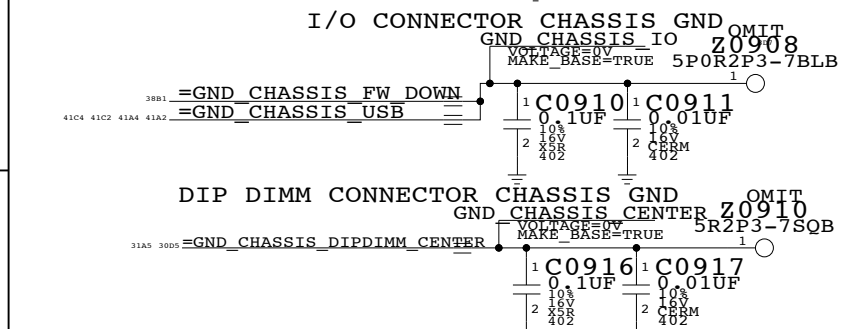 I/O CONNECTOR CHASSIS GND
GND_CHASSIS_IO
VOLTAGE=0V
MAKE_BASE=TRUE
OMIT
Z0908
5P0R2P3-7BLB
1
38B1 =GND_CHASSIS_FW_DOWN
41C4 41C2 41A4 41A2 =GND_CHASSIS_USB
1 C0910
0.1UF
10%
16V
2 X5R
402
1 C0911
0.01UF
10%
16V
2 CERM
402
DIP DIMM CONNECTOR CHASSIS GND
GND_CHASSIS_CENTER
VOLTAGE=0V
MAKE_BASE=TRUE
OMIT
Z0910
5R2P3-7SQB
1
31A5 30D5 =GND_CHASSIS_DIPDIMM_CENTER
1 C0916
0.1UF
10%
16V
2 X5R
402
1 C0917
0.01UF
10%
16V
2 CERM
402